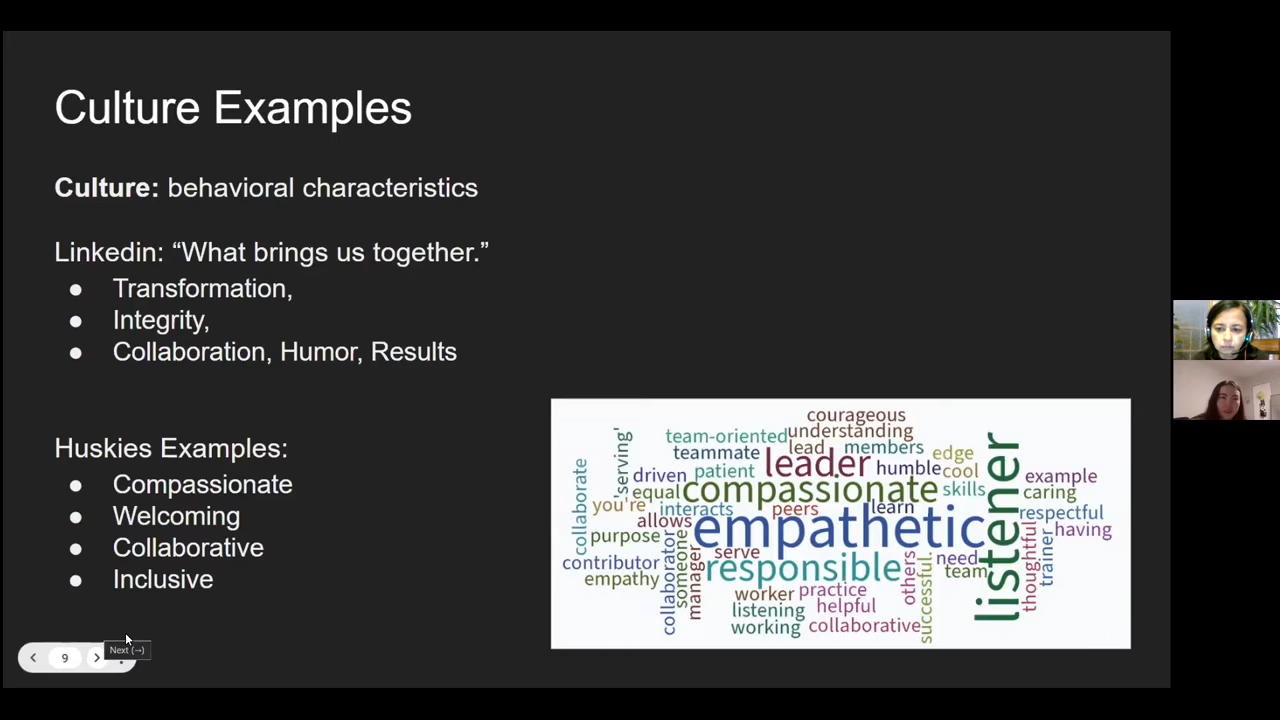 Culture Examples
Culture: behavioral characteristics
Linkedin: “What brings us together.”
● Transformation,
● Integrity,
● Collaboration, Humor, Results
Huskies Examples:
● Compassionate
● Welcoming
● Collaborative
● Inclusive
courageous
team-oriented
understanding
'serving'
teammate
lead
members
edge
driven
patient
leader
humble
cool
collaborate
equal
compassionate
skills
example
caring
you're
interacts
peers
learn
listener
respectful
allows
empathetic
having
purpose
someone
serve
contributor
collaborator
manager
responsible
others
need
thoughtful
trainer
empathy
team
successful.
worker
practice
listening
helpful
working
collaborative
9
Next (→)